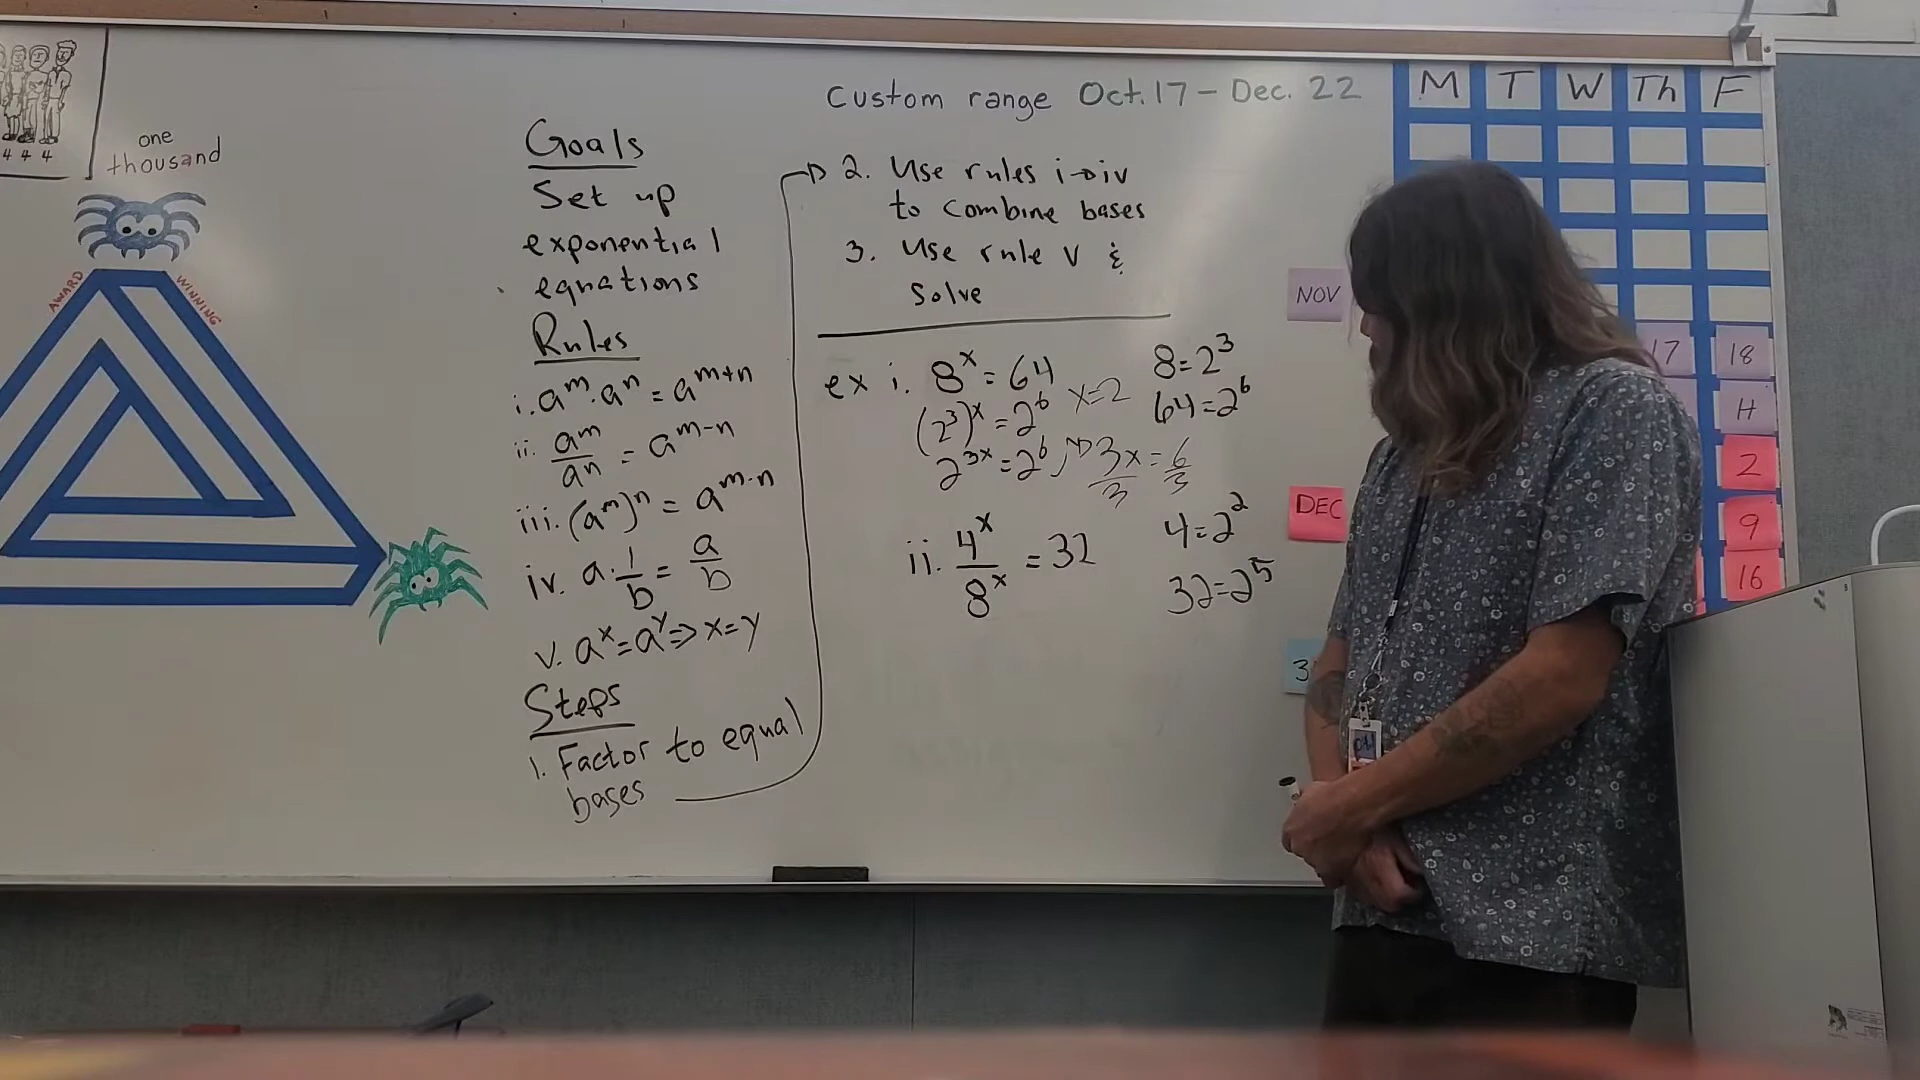 4 4 4
one
thousand
AWARD
WINNING
Custom range Oct. 17 - Dec. 22
Goals
Set up
exponential
equations
Rules
i. a^m · a^n = a^{m+n}
ii. a^m / a^n = a^{m-n}
iii. (a^m)^n = a^{m·n}
iv. a · 1/b = a/b
v. a^x = a^y ⇒ x = y
Steps
1. Factor to equal
bases
2. Use rules i → iv
to combine bases
3. Use rule v &
Solve
ex i. 8^x = 64
(2^3)^x = 2^6 x = 2
2^{3x} = 2^6, → 3x/3 = 6/3
8 = 2^3
64 = 2^6
ii. 4^x / 8^x = 32
4 = 2^2
32 = 2^5
M T W Th F
NOV
17 18
H
2
DEC
9
16
3